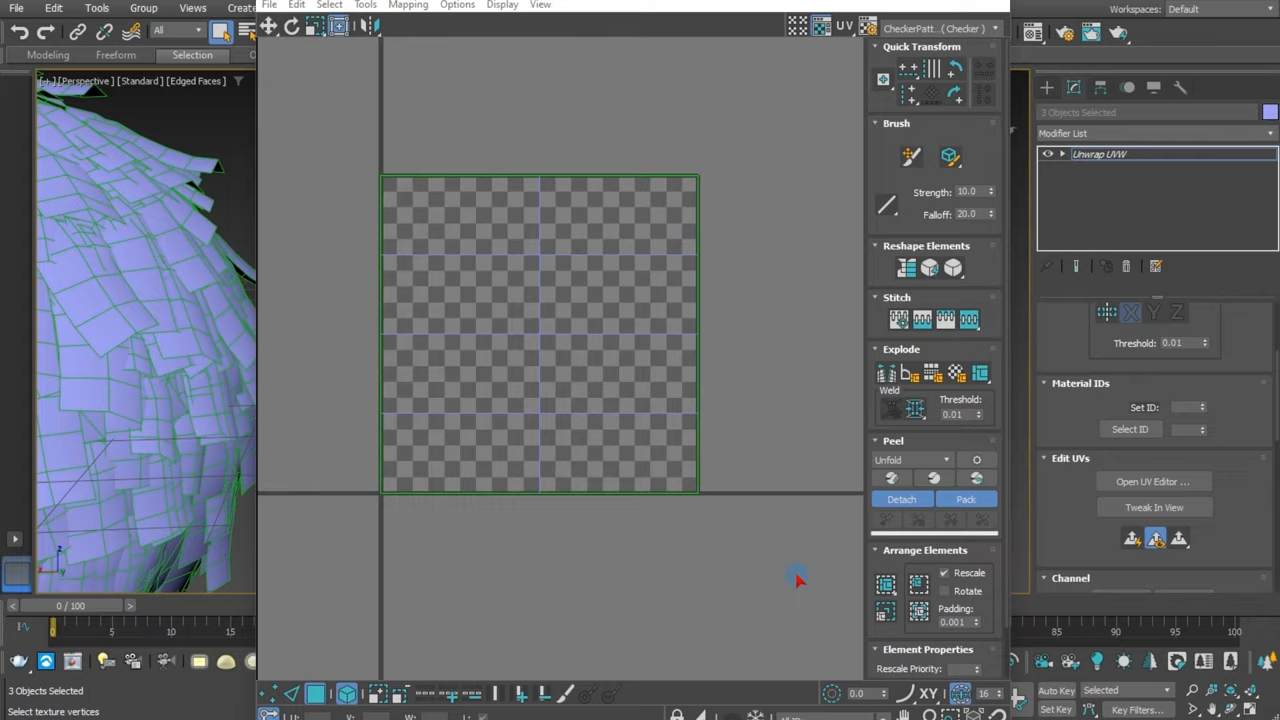 File Edit Tools Group Views Create
File Edit Select Tools Mapping Options Display View
Workspaces: Default
All
UV CheckerPatt...( Checker )
Modeling Freeform Selection
[+] [Perspective] [Standard] [Edged Faces]
Quick Transform
Brush
Strength: 10.0
Falloff: 20.0
Reshape Elements
Stitch
Explode
Weld
Threshold:
0.01
Peel
Unfold
Detach Pack
Arrange Elements
Rescale
Rotate
Padding:
0.001
Element Properties
Rescale Priority:
3 Objects Selected
Modifier List
Unwrap UVW
X Y Z
Threshold: 0.01
Material IDs
Set ID:
Select ID
Edit UVs
Open UV Editor ...
Tweak In View
Channel
z
x
y
< 0 / 100 >
0 5 10 15
85 90 95 100
3 Objects Selected
Select texture vertices
0.0 XY 16
U: V:
Auto Key Selected
Set Key Key Filters...